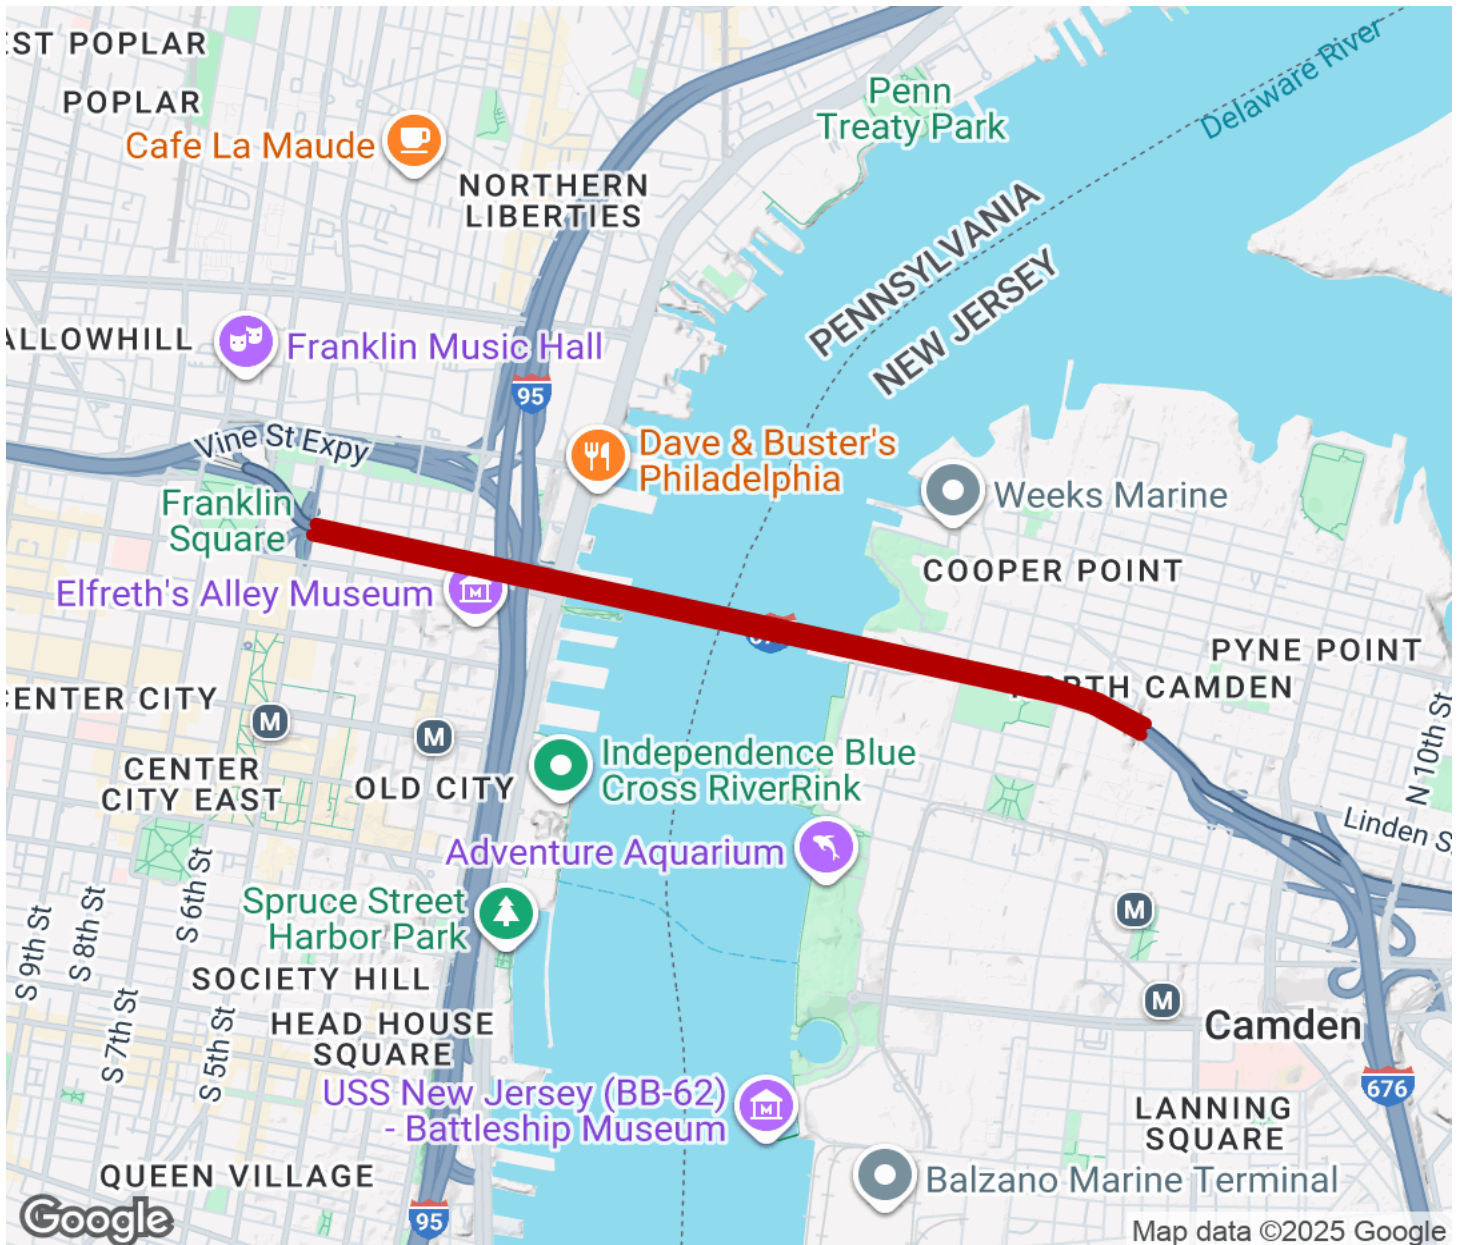 EST POPLAR
POPLAR
Cafe La Maude
NORTHERN
LIBERTIES
Penn
Treaty Park
Delaware River
PENNSYLVANIA
NEW JERSEY
ALLOWHILL
Franklin Music Hall
95
Vine St Expy
Dave & Buster's
Philadelphia
Weeks Marine
Franklin
Square
COOPER POINT
Elfreth's Alley Museum
PYNE POINT
NORTH CAMDEN
CENTER CITY
M
M
N 10th St
CENTER
CITY EAST
OLD CITY
Independence Blue
Cross RiverRink
Linden S
Adventure Aquarium
S 6th St
S 8th St
S 9th St
Spruce Street
Harbor Park
M
SOCIETY HILL
M
S 7th St
S 5th St
HEAD HOUSE
SQUARE
Camden
676
USS New Jersey (BB-62)
- Battleship Museum
LANNING
SQUARE
QUEEN VILLAGE
Balzano Marine Terminal
95
Google
Map data ©2025 Google